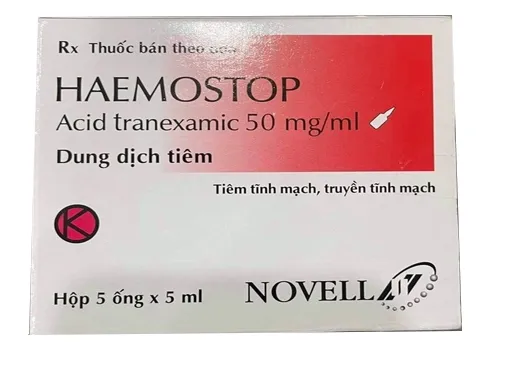 Rx Thuốc bán theo
HAEMOSTOP
Acid tranexamic 50 mg/ml
Dung dịch tiêm
Tiêm tĩnh mạch, truyền tĩnh mạch
K
Hộp 5 ống x 5 ml
NOVELL